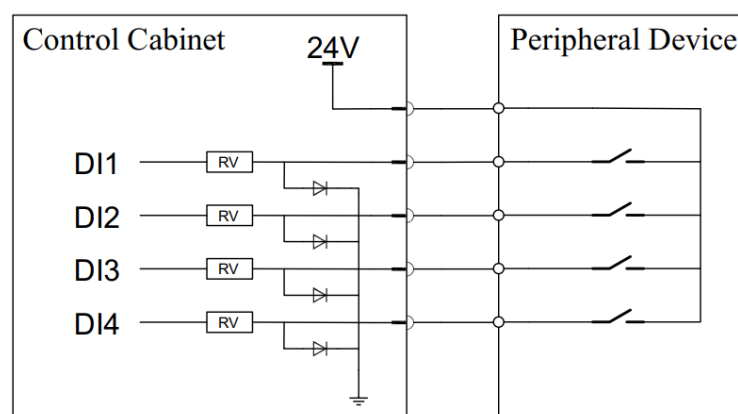 Control Cabinet
24V
Peripheral Device
DI1
RV
DI2
RV
DI3
RV
DI4
RV